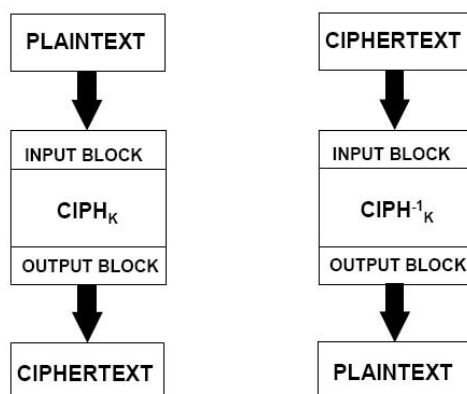 PLAINTEXT
INPUT BLOCK
CIPHK
OUTPUT BLOCK
CIPHERTEXT
CIPHERTEXT
INPUT BLOCK
CIPH-1K
OUTPUT BLOCK
PLAINTEXT